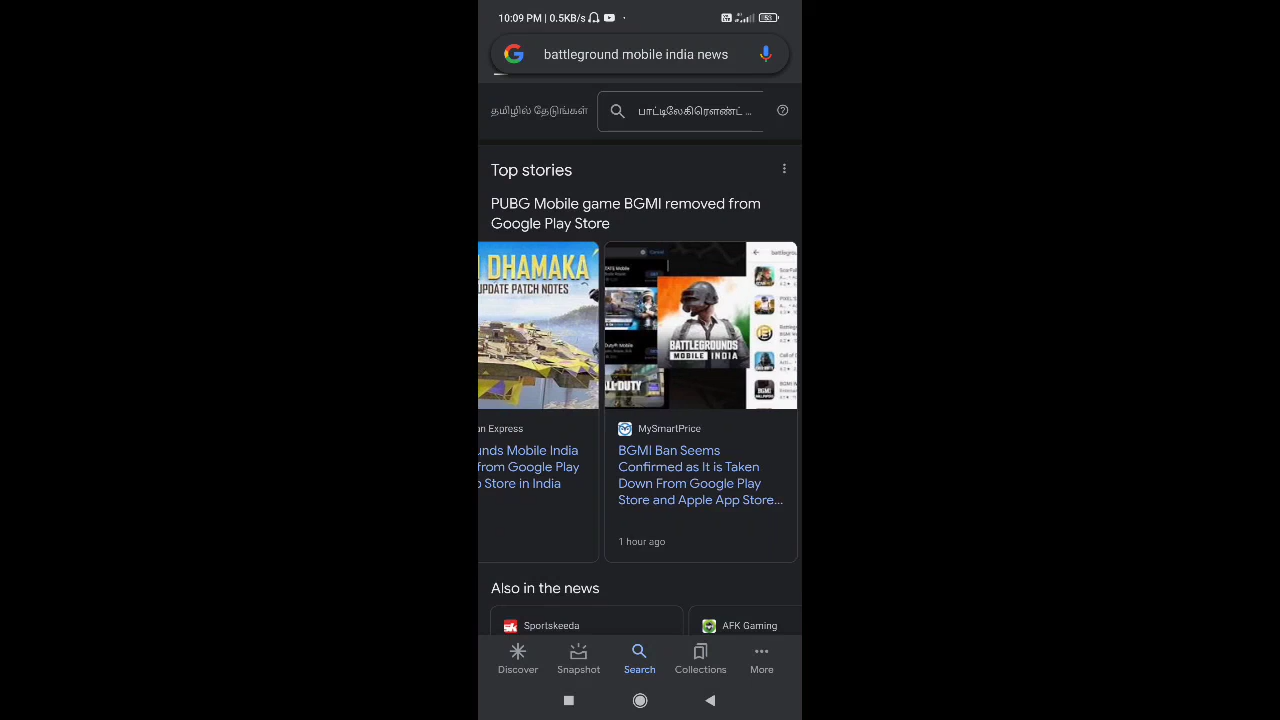 10:09 PM | 0.5KB/s
53
battleground mobile india news
தமிழில் தேடுங்கள்
பாட்டிலேகிரௌண்ட் ...
Top stories
PUBG Mobile game BGMI removed from
Google Play Store
DHAMAKA
UPDATE PATCH NOTES
BATTLEGROUNDS
MOBILE INDIA
Cancel
an Express
unds Mobile India
from Google Play
Store in India
MySmartPrice
BGMI Ban Seems
Confirmed as It is Taken
Down From Google Play
Store and Apple App Store...
1 hour ago
Also in the news
Sportskeeda
AFK Gaming
Discover
Snapshot
Search
Collections
More